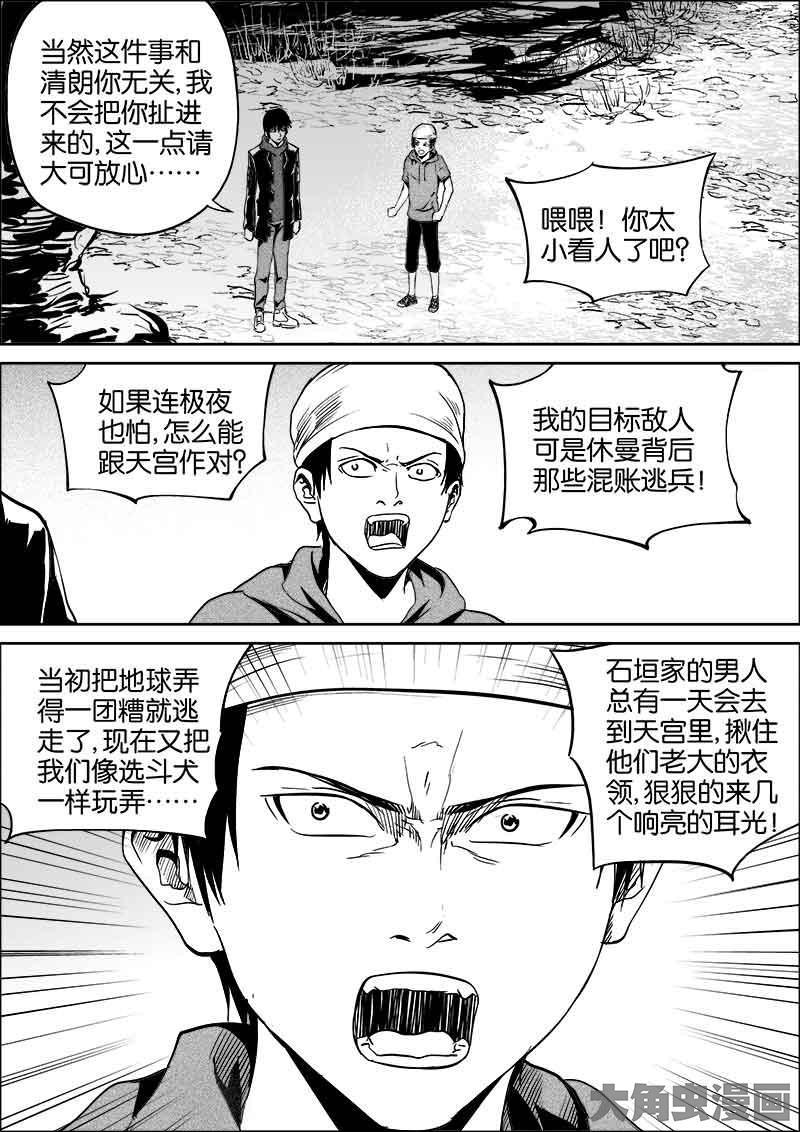 当然这件事和
清朗你无关，我
不会把你扯进
来的，这一点请
大可放心……
喂喂！你太
小看人了吧？
如果连极夜
也怕，怎么能
跟天宫作对？
我的目标敌人
可是休曼背后
那些混账逃兵！
当初把地球弄
得一团糟就逃
走了，现在又把
我们像选斗犬
一样玩弄……
石垣家的男人
总有一天会去
到天宫里，揪住
他们老大的衣
领，狠狠的来几
个响亮的耳光！
大角虫漫画